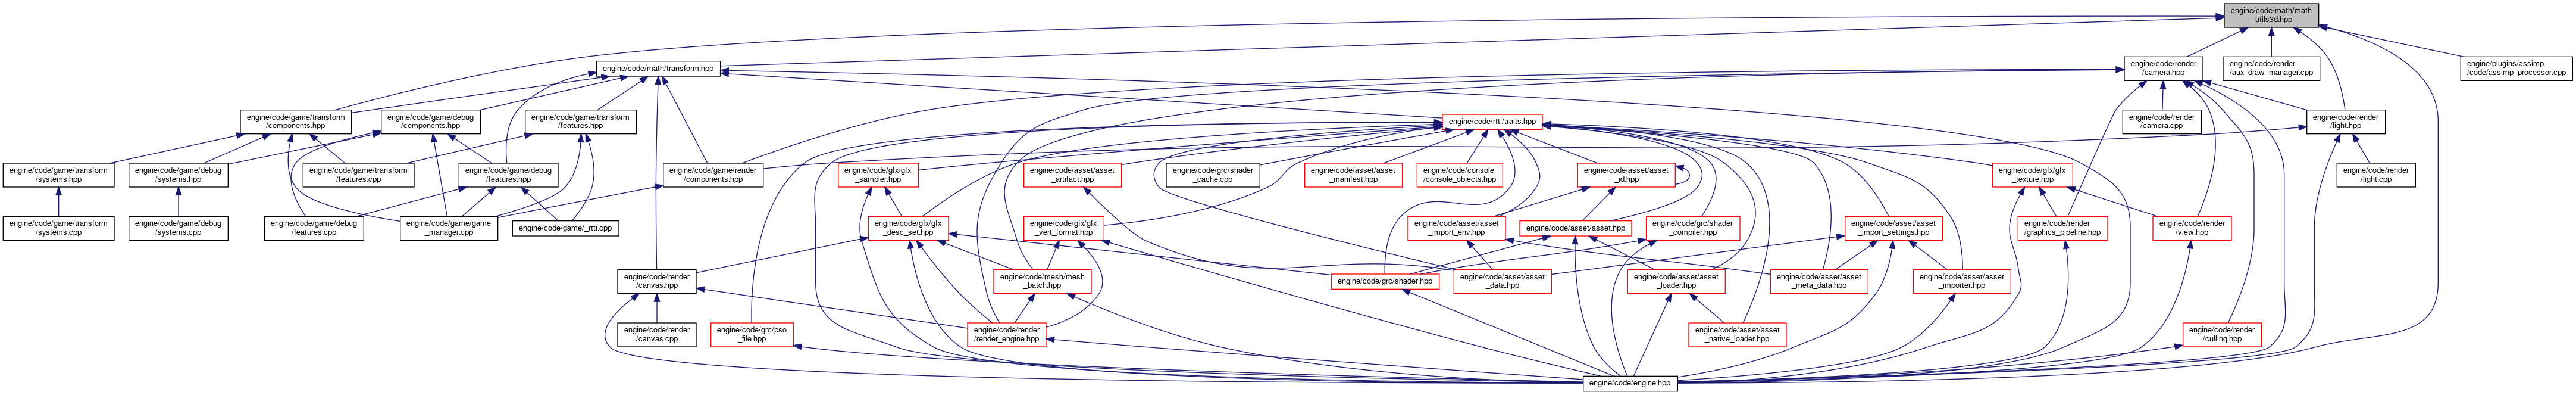 engine/code/math/math
_utils3d.hpp
engine/code/math/transform.hpp
engine/code/render
/camera.hpp
engine/code/render
/aux_draw_manager.cpp
engine/plugins/assimp
/code/assimp_processor.cpp
engine/code/game/transform
/components.hpp
engine/code/game/debug
/components.hpp
engine/code/game/transform
/features.hpp
engine/code/rtti/traits.hpp
engine/code/render
/camera.cpp
engine/code/render
/light.hpp
engine/code/game/transform
/systems.hpp
engine/code/game/debug
/systems.hpp
engine/code/game/transform
/features.cpp
engine/code/game/debug
/features.hpp
engine/code/game/render
/components.hpp
engine/code/gfx/gfx
_sampler.hpp
engine/code/asset/asset
_artifact.hpp
engine/code/grc/shader
_cache.cpp
engine/code/asset/asset
_manifest.hpp
engine/code/console
/console_objects.hpp
engine/code/asset/asset
_id.hpp
engine/code/gfx/gfx
_texture.hpp
engine/code/render
/light.cpp
engine/code/game/transform
/systems.cpp
engine/code/game/debug
/systems.cpp
engine/code/game/debug
/features.cpp
engine/code/game/game
_manager.cpp
engine/code/game/_rtti.cpp
engine/code/gfx/gfx
_desc_set.hpp
engine/code/gfx/gfx
_vert_format.hpp
engine/code/asset/asset
_import_env.hpp
engine/code/asset/asset.hpp
engine/code/grc/shader
_compiler.hpp
engine/code/asset/asset
_import_settings.hpp
engine/code/render
/graphics_pipeline.hpp
engine/code/render
/view.hpp
engine/code/render
/canvas.hpp
engine/code/mesh/mesh
_batch.hpp
engine/code/grc/shader.hpp
engine/code/asset/asset
_data.hpp
engine/code/asset/asset
_loader.hpp
engine/code/asset/asset
_meta_data.hpp
engine/code/asset/asset
_importer.hpp
engine/code/render
/canvas.cpp
engine/code/grc/pso
_file.hpp
engine/code/render
/render_engine.hpp
engine/code/asset/asset
_native_loader.hpp
engine/code/render
/culling.hpp
engine/code/engine.hpp